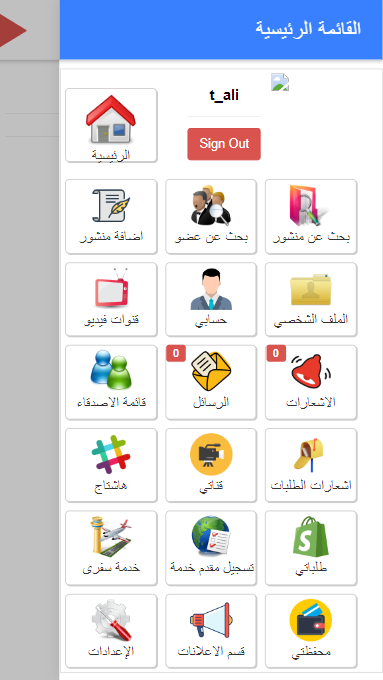 القائمة الرئيسية
t_ali
Sign Out
الرئيسية
بحث عن منشور
بحث عن عضو
اضافة منشور
الملف الشخصي
حسابي
قنوات فيديو
0
الاشعارات
0
الرسائل
قائمة الاصدقاء
اشعارات الطلبات
قناتي
هاشتاج
طلباتي
تسجيل مقدم خدمة
خدمة سفرى
محفظتي
قسم الاعلانات
الإعدادات